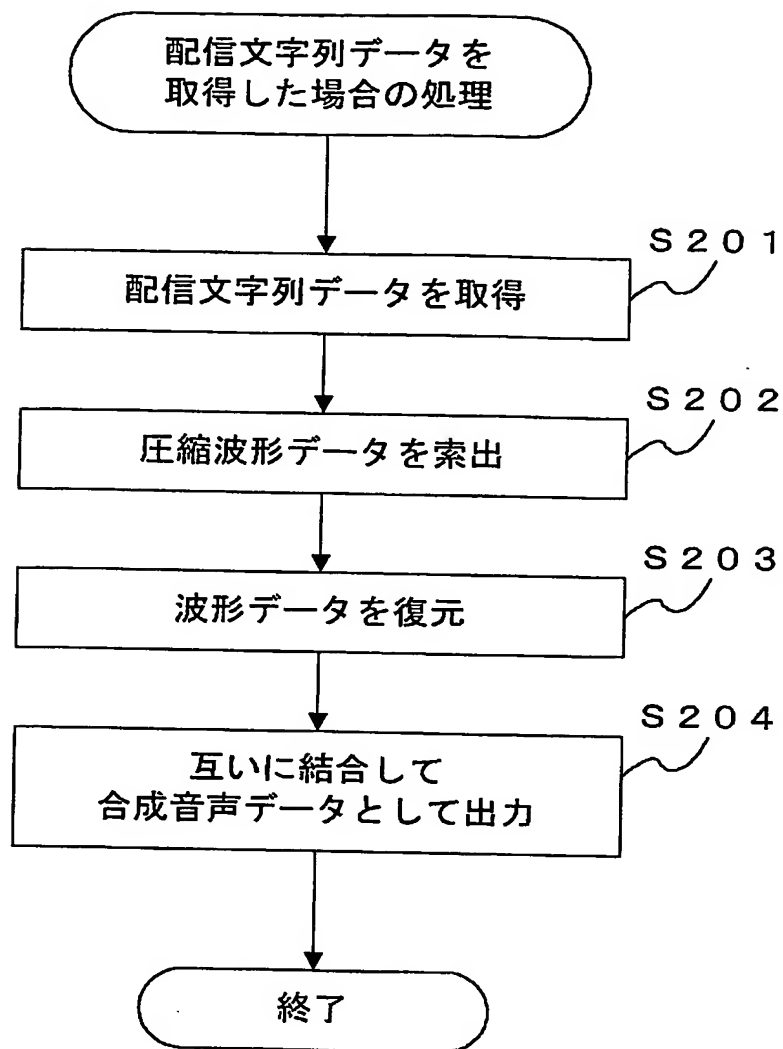 配信文字列データを
取得した場合の処理
S201
配信文字列データを取得
S202
圧縮波形データを索出
S203
波形データを復元
S204
互いに結合して
合成音声データとして出力
終了